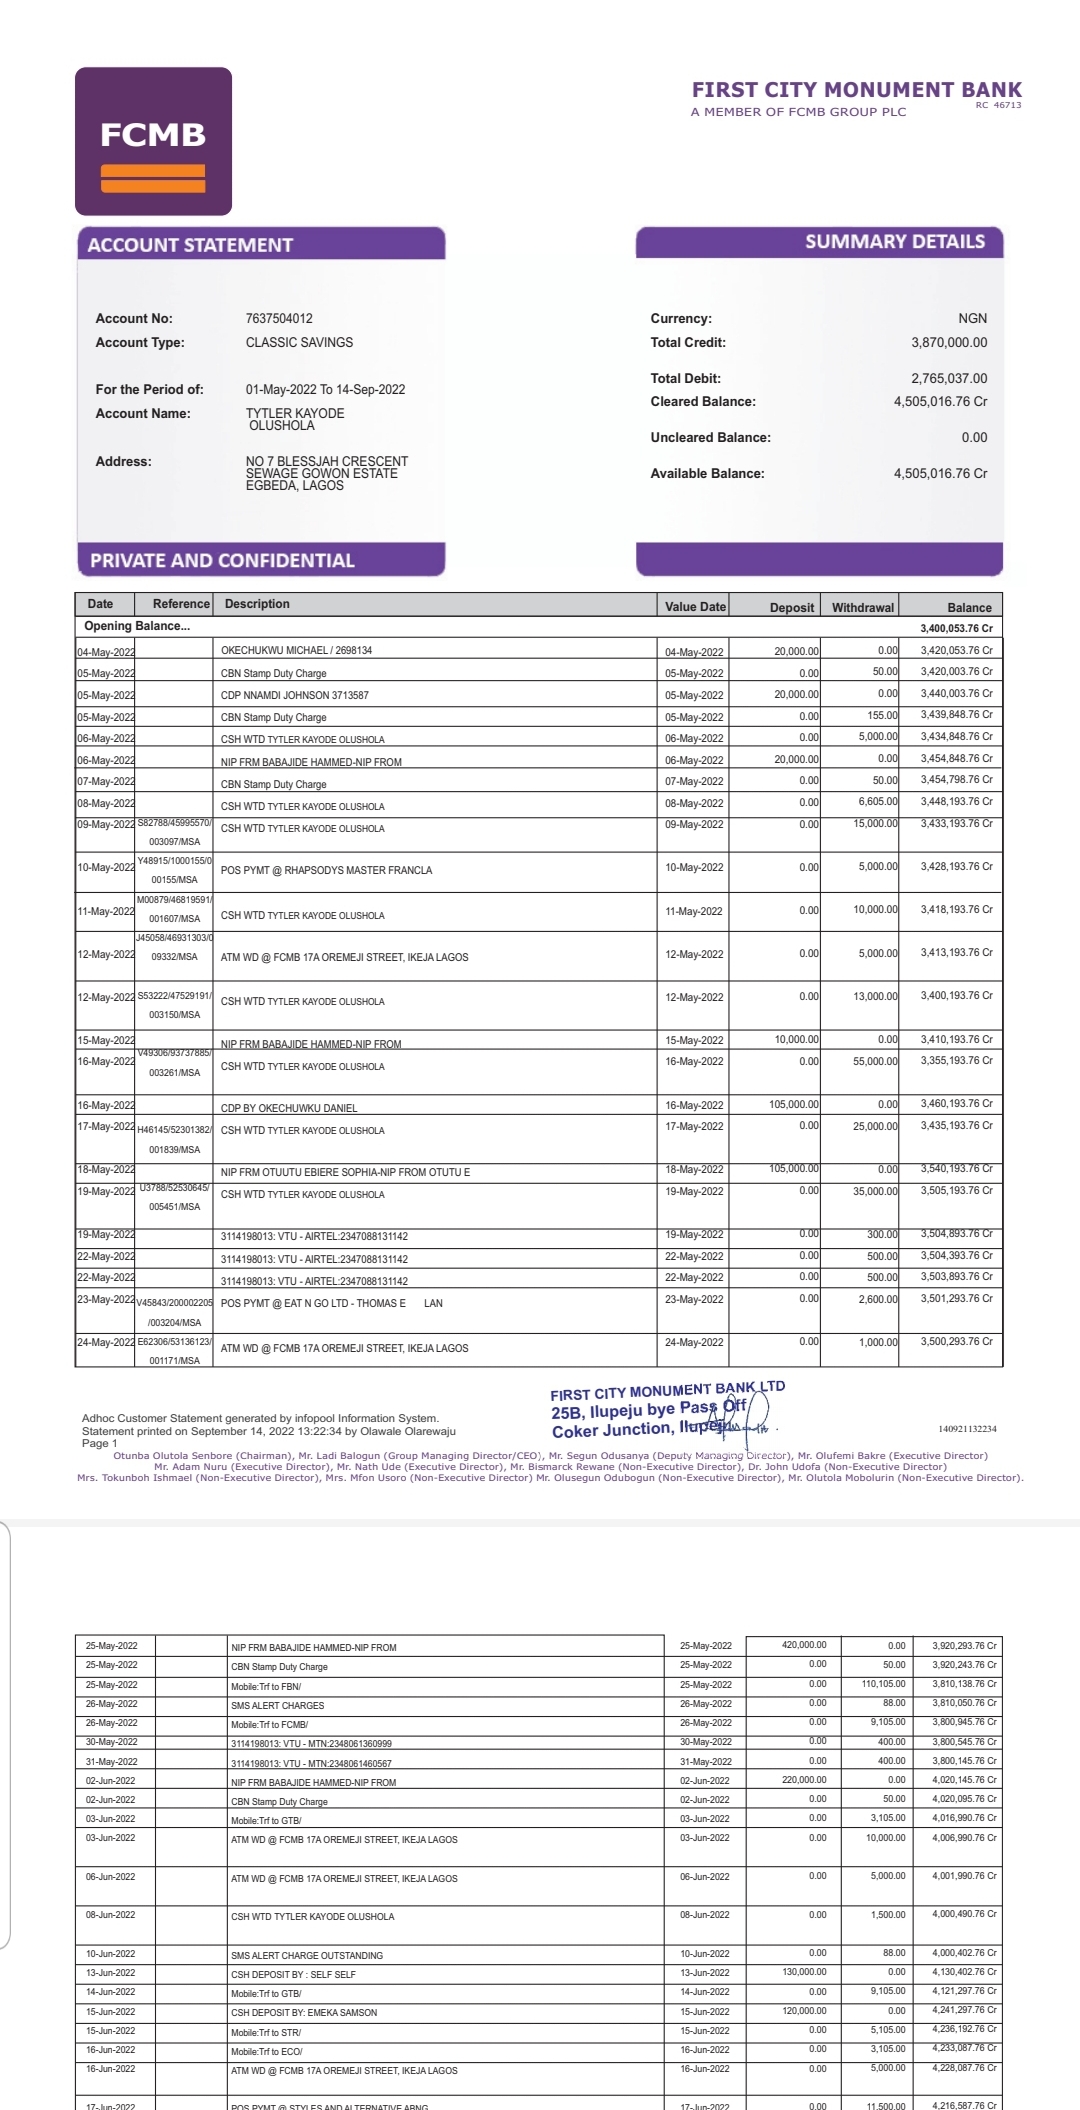 FCMB
FIRST CITY MONUMENT BANK
RC 46713
A MEMBER OF FCMB GROUP PLC
ACCOUNT STATEMENT
Account No: 7637504012
Account Type: CLASSIC SAVINGS
For the Period of: 01-May-2022 To 14-Sep-2022
Account Name: TYTLER KAYODE
OLUSHOLA
Address: NO 7 BLESSJAH CRESCENT
SEWAGE GOWON ESTATE
EGBEDA, LAGOS
PRIVATE AND CONFIDENTIAL
SUMMARY DETAILS
Currency: NGN
Total Credit: 3,870,000.00
Total Debit: 2,765,037.00
Cleared Balance: 4,505,016.76 Cr
Uncleared Balance: 0.00
Available Balance: 4,505,016.76 Cr
Date Reference Description Value Date Deposit Withdrawal Balance
Opening Balance... 3,400,053.76 Cr
04-May-2022 OKECHUKWU MICHAEL / 2698134 04-May-2022 20,000.00 0.00 3,420,053.76 Cr
05-May-2022 CBN Stamp Duty Charge 05-May-2022 0.00 50.00 3,420,003.76 Cr
05-May-2022 CDP NNAMDI JOHNSON 3713587 05-May-2022 20,000.00 0.00 3,440,003.76 Cr
05-May-2022 CBN Stamp Duty Charge 05-May-2022 0.00 155.00 3,439,848.76 Cr
06-May-2022 CSH WTD TYTLER KAYODE OLUSHOLA 06-May-2022 0.00 5,000.00 3,434,848.76 Cr
06-May-2022 NIP FRM BABAJIDE HAMMED-NIP FROM 06-May-2022 20,000.00 0.00 3,454,848.76 Cr
07-May-2022 CBN Stamp Duty Charge 07-May-2022 0.00 50.00 3,454,798.76 Cr
08-May-2022 CSH WTD TYTLER KAYODE OLUSHOLA 08-May-2022 0.00 6,605.00 3,448,193.76 Cr
09-May-2022 S82788/45995570/ CSH WTD TYTLER KAYODE OLUSHOLA 09-May-2022 0.00 15,000.00 3,433,193.76 Cr
003097/MSA
Y48915/1000155/0
10-May-2022 POS PYMT @ RHAPSODYS MASTER FRANCLA 10-May-2022 0.00 5,000.00 3,428,193.76 Cr
00155/MSA
M00879/46819591/
11-May-2022 CSH WTD TYTLER KAYODE OLUSHOLA 11-May-2022 0.00 10,000.00 3,418,193.76 Cr
001607/MSA
J45058/46931303/0
12-May-2022 09332/MSA ATM WD @ FCMB 17A OREMEJI STREET, IKEJA LAGOS 12-May-2022 0.00 5,000.00 3,413,193.76 Cr
12-May-2022 S53222/47529191/ CSH WTD TYTLER KAYODE OLUSHOLA 12-May-2022 0.00 13,000.00 3,400,193.76 Cr
003150/MSA
15-May-2022 NIP FRM BABAJIDE HAMMED-NIP FROM 15-May-2022 10,000.00 0.00 3,410,193.76 Cr
V49306/93737885/
16-May-2022 CSH WTD TYTLER KAYODE OLUSHOLA 16-May-2022 0.00 55,000.00 3,355,193.76 Cr
003261/MSA
16-May-2022 CDP BY OKECHUWKU DANIEL 16-May-2022 105,000.00 0.00 3,460,193.76 Cr
17-May-2022 H46145/52301382/ CSH WTD TYTLER KAYODE OLUSHOLA 17-May-2022 0.00 25,000.00 3,435,193.76 Cr
001839/MSA
18-May-2022 NIP FRM OTUUTU EBIERE SOPHIA-NIP FROM OTUTU E 18-May-2022 105,000.00 0.00 3,540,193.76 Cr
19-May-2022 U3788/52530645/ CSH WTD TYTLER KAYODE OLUSHOLA 19-May-2022 0.00 35,000.00 3,505,193.76 Cr
005451/MSA
19-May-2022 3114198013: VTU - AIRTEL:2347088131142 19-May-2022 0.00 300.00 3,504,893.76 Cr
22-May-2022 3114198013: VTU - AIRTEL:2347088131142 22-May-2022 0.00 500.00 3,504,393.76 Cr
22-May-2022 3114198013: VTU - AIRTEL:2347088131142 22-May-2022 0.00 500.00 3,503,893.76 Cr
23-May-2022 V45843/200002205 POS PYMT @ EAT N GO LTD - THOMAS E LAN 23-May-2022 0.00 2,600.00 3,501,293.76 Cr
/003204/MSA
24-May-2022 E62306/53136123/ ATM WD @ FCMB 17A OREMEJI STREET, IKEJA LAGOS 24-May-2022 0.00 1,000.00 3,500,293.76 Cr
001171/MSA
FIRST CITY MONUMENT BANK LTD
25B, Ilupeju bye Pass Off
Coker Junction, Ilupeju
Adhoc Customer Statement generated by infopool Information System.
Statement printed on September 14, 2022 13:22:34 by Olawale Olarewaju
Page 1
140921132234
Otunba Olutola Senbore (Chairman), Mr. Ladi Balogun (Group Managing Director/CEO), Mr. Segun Odusanya (Deputy Managing Director), Mr. Olufemi Bakre (Executive Director)
Mr. Adam Nuru (Executive Director), Mr. Nath Ude (Executive Director), Mr. Bismarck Rewane (Non-Executive Director), Dr. John Udofa (Non-Executive Director)
Mrs. Tokunboh Ishmael (Non-Executive Director), Mrs. Mfon Usoro (Non-Executive Director) Mr. Olusegun Odubogun (Non-Executive Director), Mr. Olutola Mobolurin (Non-Executive Director).
25-May-2022 NIP FRM BABAJIDE HAMMED-NIP FROM 25-May-2022 420,000.00 0.00 3,920,293.76 Cr
25-May-2022 CBN Stamp Duty Charge 25-May-2022 0.00 50.00 3,920,243.76 Cr
25-May-2022 Mobile:Trf to FBN/ 25-May-2022 0.00 110,105.00 3,810,138.76 Cr
26-May-2022 SMS ALERT CHARGES 26-May-2022 0.00 88.00 3,810,050.76 Cr
26-May-2022 Mobile:Trf to FCMB/ 26-May-2022 0.00 9,105.00 3,800,945.76 Cr
30-May-2022 3114198013: VTU - MTN:2348061360999 30-May-2022 0.00 400.00 3,800,545.76 Cr
31-May-2022 3114198013: VTU - MTN:2348061460567 31-May-2022 0.00 400.00 3,800,145.76 Cr
02-Jun-2022 NIP FRM BABAJIDE HAMMED-NIP FROM 02-Jun-2022 220,000.00 0.00 4,020,145.76 Cr
02-Jun-2022 CBN Stamp Duty Charge 02-Jun-2022 0.00 50.00 4,020,095.76 Cr
03-Jun-2022 Mobile:Trf to GTB/ 03-Jun-2022 0.00 3,105.00 4,016,990.76 Cr
03-Jun-2022 ATM WD @ FCMB 17A OREMEJI STREET, IKEJA LAGOS 03-Jun-2022 0.00 10,000.00 4,006,990.76 Cr
06-Jun-2022 ATM WD @ FCMB 17A OREMEJI STREET, IKEJA LAGOS 06-Jun-2022 0.00 5,000.00 4,001,990.76 Cr
08-Jun-2022 CSH WTD TYTLER KAYODE OLUSHOLA 08-Jun-2022 0.00 1,500.00 4,000,490.76 Cr
10-Jun-2022 SMS ALERT CHARGE OUTSTANDING 10-Jun-2022 0.00 88.00 4,000,402.76 Cr
13-Jun-2022 CSH DEPOSIT BY : SELF SELF 13-Jun-2022 130,000.00 0.00 4,130,402.76 Cr
14-Jun-2022 Mobile:Trf to GTB/ 14-Jun-2022 0.00 9,105.00 4,121,297.76 Cr
15-Jun-2022 CSH DEPOSIT BY: EMEKA SAMSON 15-Jun-2022 120,000.00 0.00 4,241,297.76 Cr
15-Jun-2022 Mobile:Trf to STR/ 15-Jun-2022 0.00 5,105.00 4,236,192.76 Cr
16-Jun-2022 Mobile:Trf to ECO/ 16-Jun-2022 0.00 3,105.00 4,233,087.76 Cr
16-Jun-2022 ATM WD @ FCMB 17A OREMEJI STREET, IKEJA LAGOS 16-Jun-2022 0.00 5,000.00 4,228,087.76 Cr
17-Jun-2022 POS PYMT @ STYLES AND ALTERNATIVE ABNG 17-Jun-2022 0.00 11,500.00 4,216,587.76 Cr